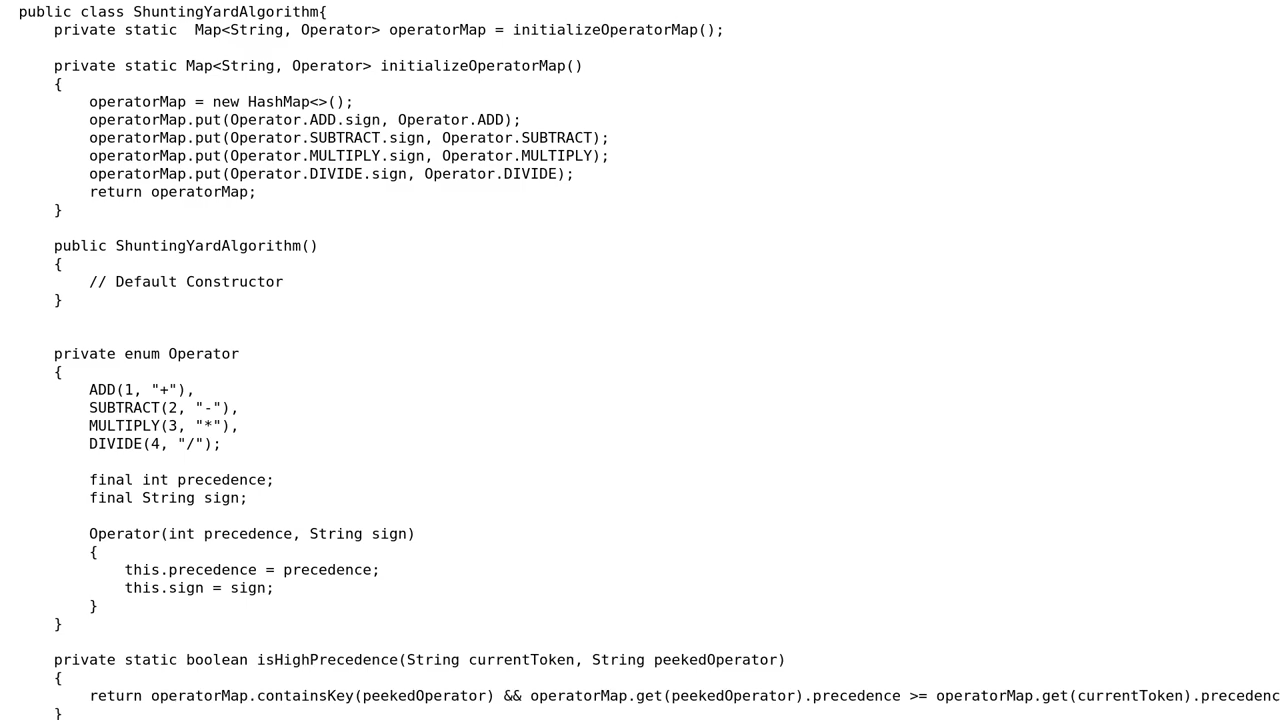 public class ShuntingYardAlgorithm{
    private static  Map<String, Operator> operatorMap = initializeOperatorMap();

    private static Map<String, Operator> initializeOperatorMap()
    {
        operatorMap = new HashMap<>();
        operatorMap.put(Operator.ADD.sign, Operator.ADD);
        operatorMap.put(Operator.SUBTRACT.sign, Operator.SUBTRACT);
        operatorMap.put(Operator.MULTIPLY.sign, Operator.MULTIPLY);
        operatorMap.put(Operator.DIVIDE.sign, Operator.DIVIDE);
        return operatorMap;
    }

    public ShuntingYardAlgorithm()
    {
        // Default Constructor
    }


    private enum Operator
    {
        ADD(1, "+"),
        SUBTRACT(2, "-"),
        MULTIPLY(3, "*"),
        DIVIDE(4, "/");

        final int precedence;
        final String sign;

        Operator(int precedence, String sign)
        {
            this.precedence = precedence;
            this.sign = sign;
        }
    }

    private static boolean isHighPrecedence(String currentToken, String peekedOperator)
    {
        return operatorMap.containsKey(peekedOperator) && operatorMap.get(peekedOperator).precedence >= operatorMap.get(currentToken).precedenc
    }